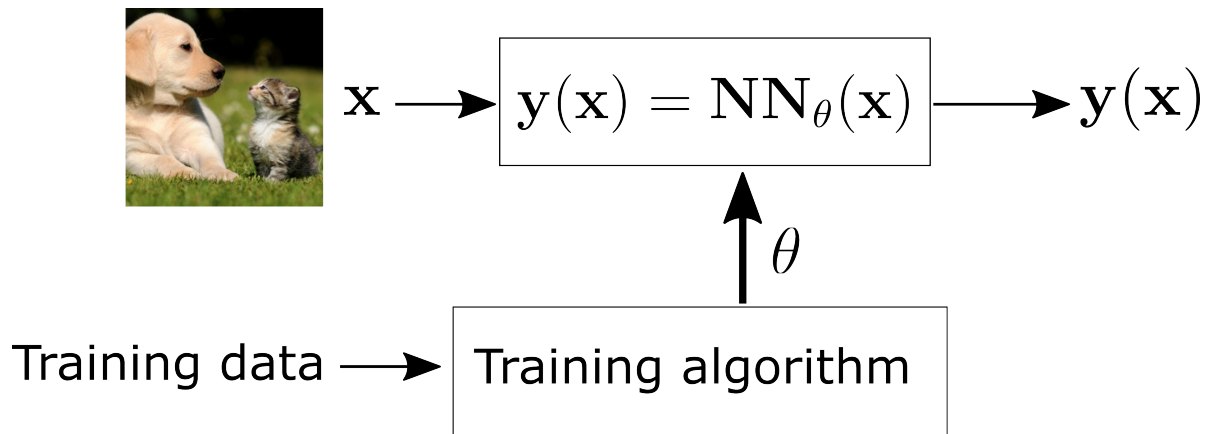 x y(x) = NN_θ(x) y(x)
θ
Training data Training algorithm